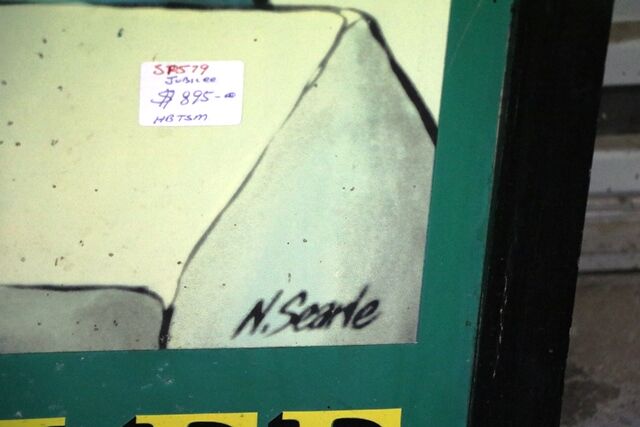 SR579
JUBILEE
$ 895-00
HBTSM
N. Searle